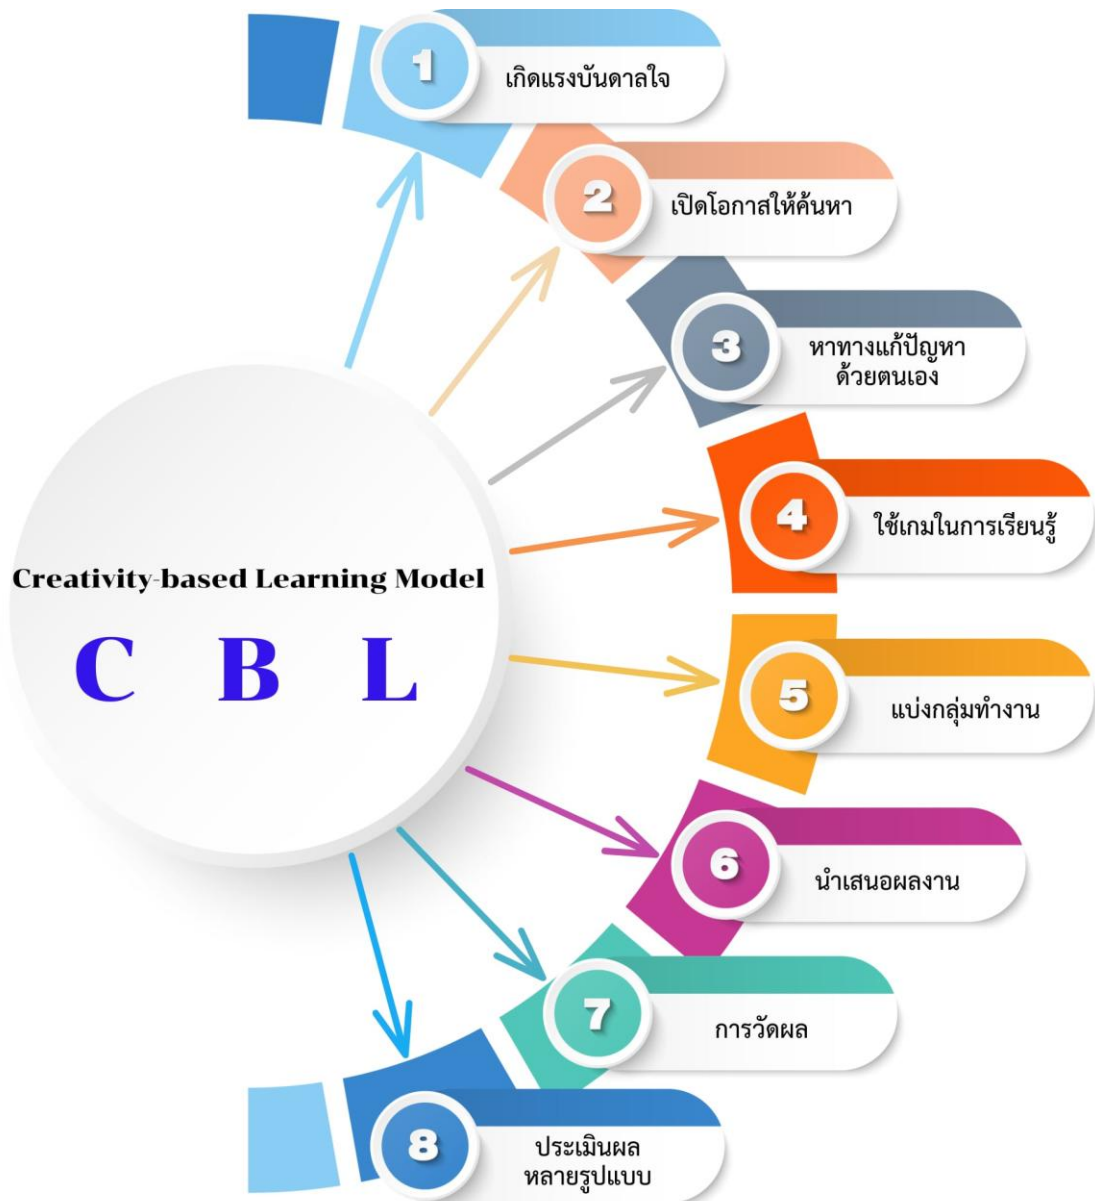 1
เกิดแรงบันดาลใจ
2
เปิดโอกาสให้ค้นหา
3
หาทางแก้ปัญหา
ด้วยตนเอง
4
ใช้เกมในการเรียนรู้
Creativity-based Learning Model
C B L
5
แบ่งกลุ่มทำงาน
6
นำเสนอผลงาน
7
การวัดผล
8
ประเมินผล
หลายรูปแบบ